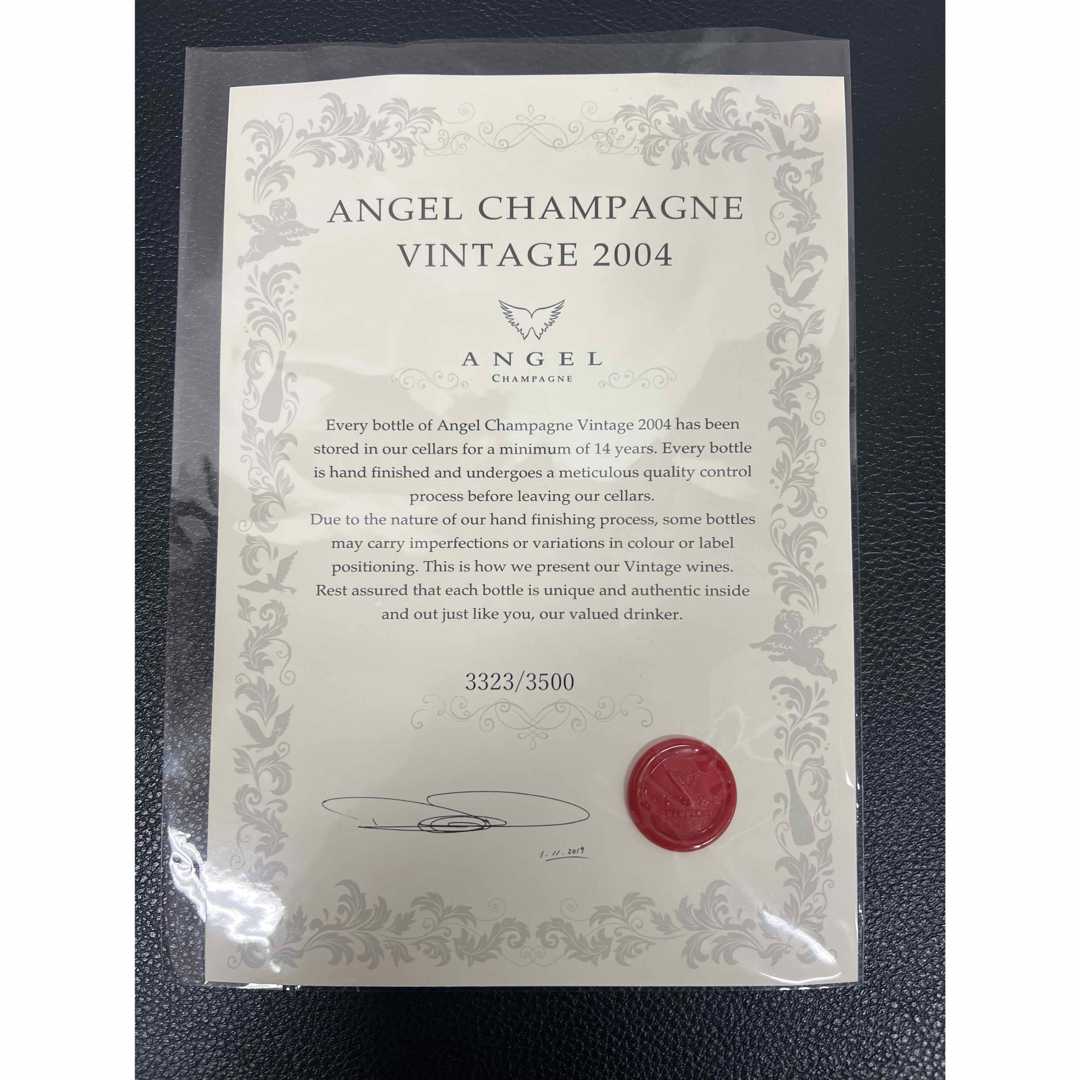 ANGEL CHAMPAGNE
VINTAGE 2004
ANGEL
CHAMPAGNE
Every bottle of Angel Champagne Vintage 2004 has been
stored in our cellars for a minimum of 14 years. Every bottle
is hand finished and undergoes a meticulous quality control
process before leaving our cellars.
Due to the nature of our hand finishing process, some bottles
may carry imperfections or variations in colour or label
positioning. This is how we present our Vintage wines.
Rest assured that each bottle is unique and authentic inside
and out just like you, our valued drinker.
3323/3500
1.11.2019